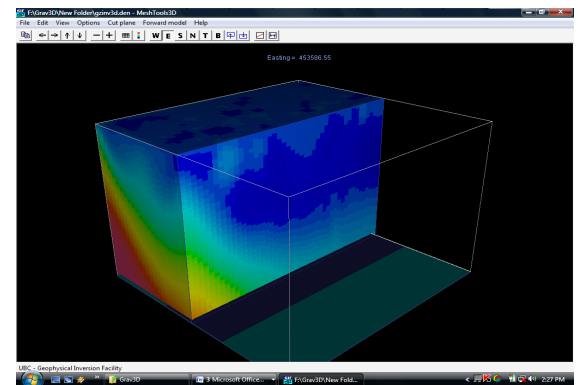 F:\Grav3D\New Folder\gzinv3d.den - MeshTools3D
File Edit View Options Cut plane Forward model Help
W E S N T B
Easting = 453586.55
UBC - Geophysical Inversion Facility
Grav3D 3 Microsoft Office... F:\Grav3D\New Fold... 2:27 PM